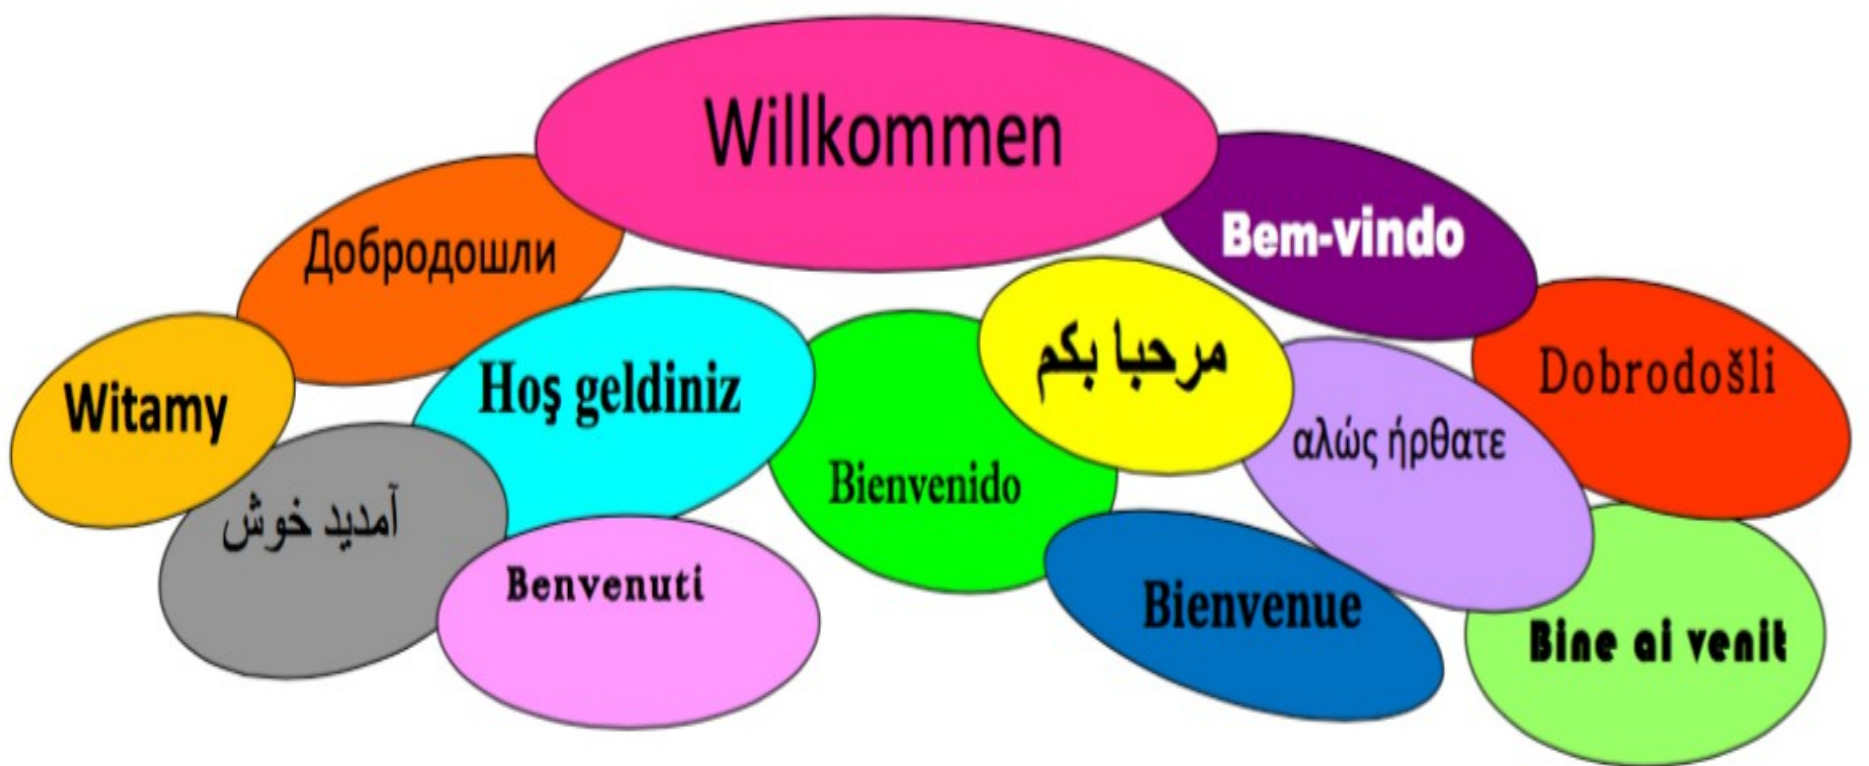 Willkommen
Bem-vindo
Добродошли
مرحبا بكم
Dobrodošli
Hoş geldiniz
Witamy
αλώς ήρθατε
Bienvenido
آمدید خوش
Benvenuti
Bienvenue
Bine ai venit